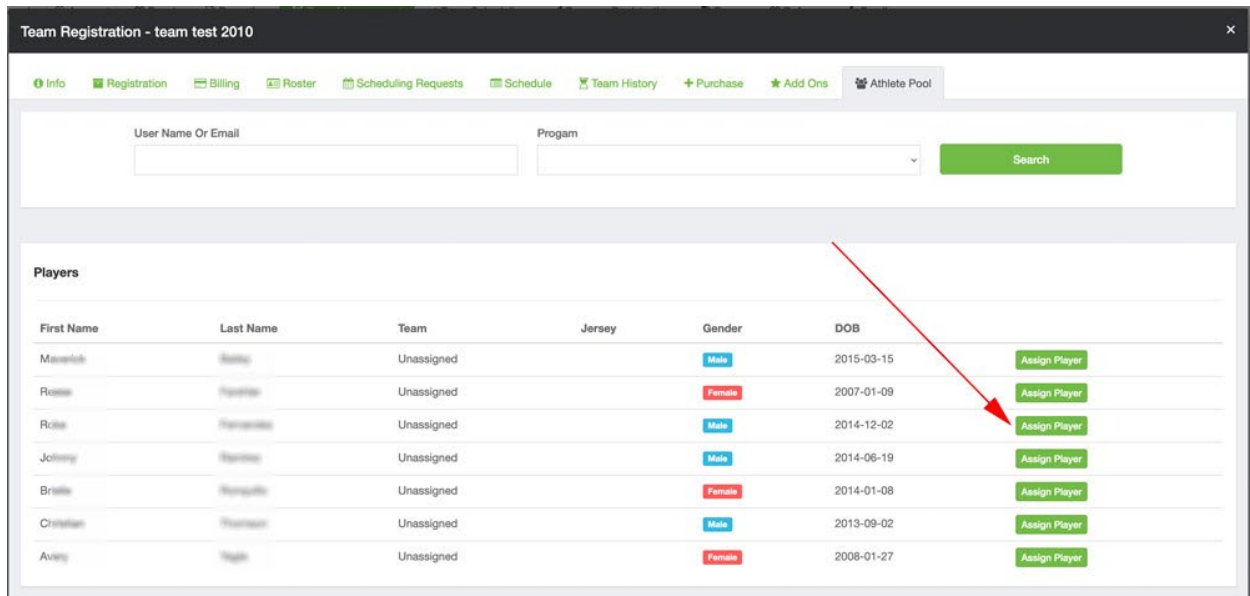 Team Registration - team test 2010 ×
Info Registration Billing Roster Scheduling Requests Schedule Team History Purchase Add Ons Athlete Pool
User Name Or Email Progam
Search
Players
First Name Last Name Team Jersey Gender DOB
Unassigned Male 2015-03-15 Assign Player
Unassigned Female 2007-01-09 Assign Player
Unassigned Male 2014-12-02 Assign Player
Unassigned Male 2014-06-19 Assign Player
Unassigned Female 2014-01-08 Assign Player
Unassigned Male 2013-09-02 Assign Player
Unassigned Female 2008-01-27 Assign Player